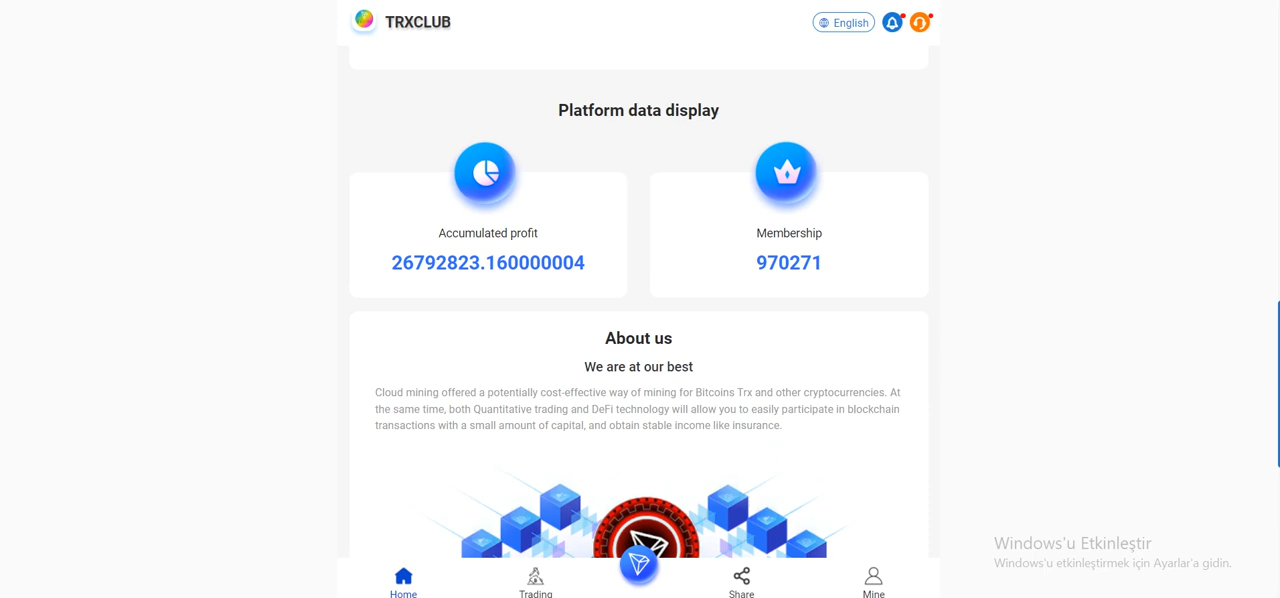 TRXCLUB
English
Platform data display
Accumulated profit
26792823.160000004
Membership
970271
About us
We are at our best
Cloud mining offered a potentially cost-effective way of mining for Bitcoins Trx and other cryptocurrencies. At
the same time, both Quantitative trading and DeFi technology will allow you to easily participate in blockchain
transactions with a small amount of capital, and obtain stable income like insurance.
Windows'u Etkinleştir
Windows'u etkinleştirmek için Ayarlar'a gidin.
Home
Trading
Share
Mine